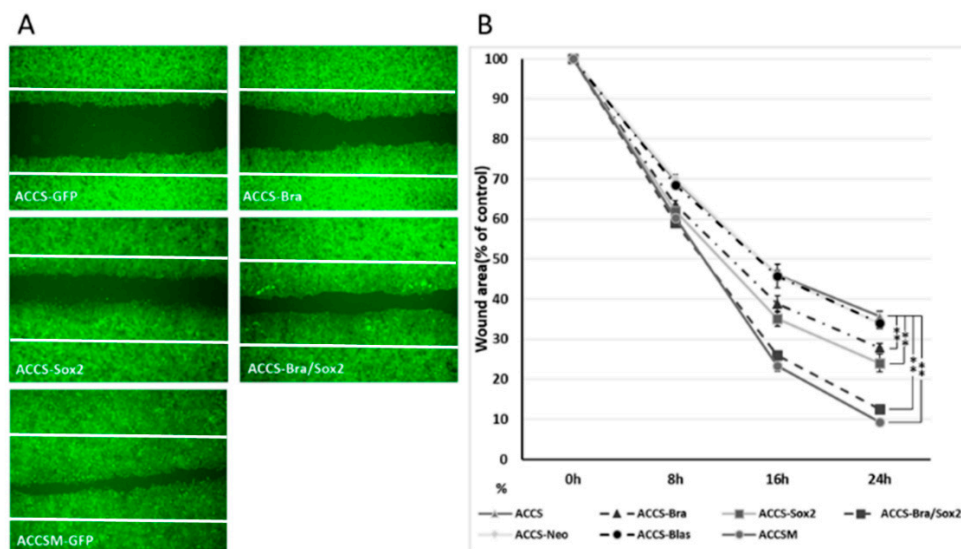 A
ACCS-GFP
ACCS-Bra
ACCS-Sox2
ACCS-Bra/Sox2
ACCSM-GFP
B
Wound area(% of control)
100
90
80
70
60
50
40
30
20
10
0
%
0h
8h
16h
24h
**
**
**
**
ACCS
ACCS-Bra
ACCS-Sox2
ACCS-Bra/Sox2
ACCS-Neo
ACCS-Blas
ACCSM